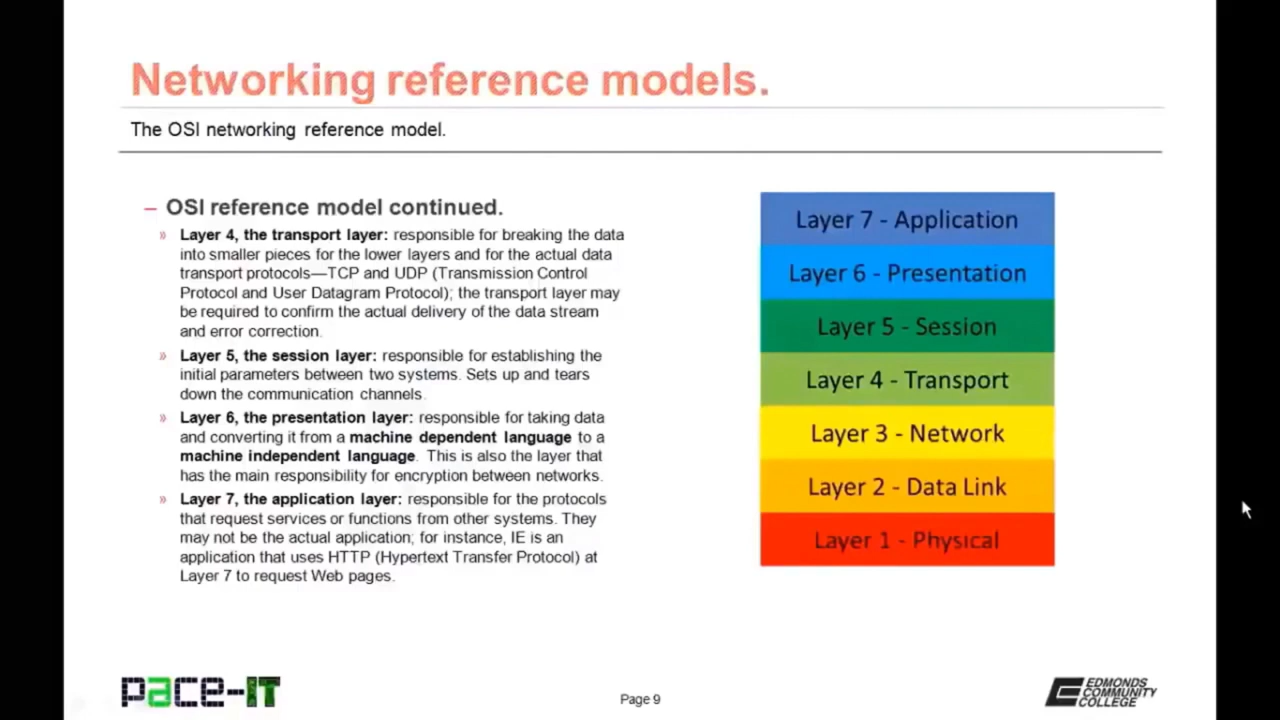 Networking reference models.
The OSI networking reference model.
– OSI reference model continued.
» Layer 4, the transport layer: responsible for breaking the data
into smaller pieces for the lower layers and for the actual data
transport protocols—TCP and UDP (Transmission Control
Protocol and User Datagram Protocol); the transport layer may
be required to confirm the actual delivery of the data stream
and error correction.
» Layer 5, the session layer: responsible for establishing the
initial parameters between two systems. Sets up and tears
down the communication channels.
» Layer 6, the presentation layer: responsible for taking data
and converting it from a machine dependent language to a
machine independent language. This is also the layer that
has the main responsibility for encryption between networks.
» Layer 7, the application layer: responsible for the protocols
that request services or functions from other systems. They
may not be the actual application; for instance, IE is an
application that uses HTTP (Hypertext Transfer Protocol) at
Layer 7 to request Web pages.
Layer 7 - Application
Layer 6 - Presentation
Layer 5 - Session
Layer 4 - Transport
Layer 3 - Network
Layer 2 - Data Link
Layer 1 - Physical
pace-IT
Page 9
EDMONDS
COMMUNITY
COLLEGE